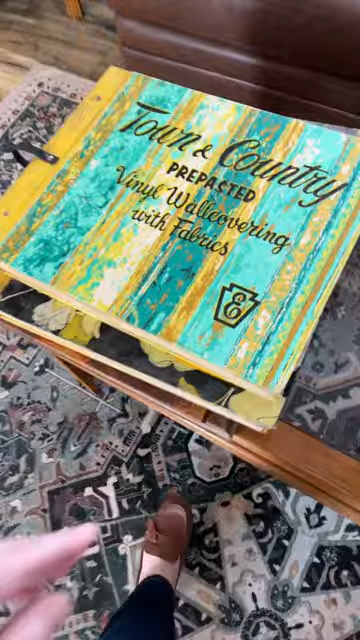 Town & Country
PREPASTED
Vinyl Wallcovering
with Fabrics
E